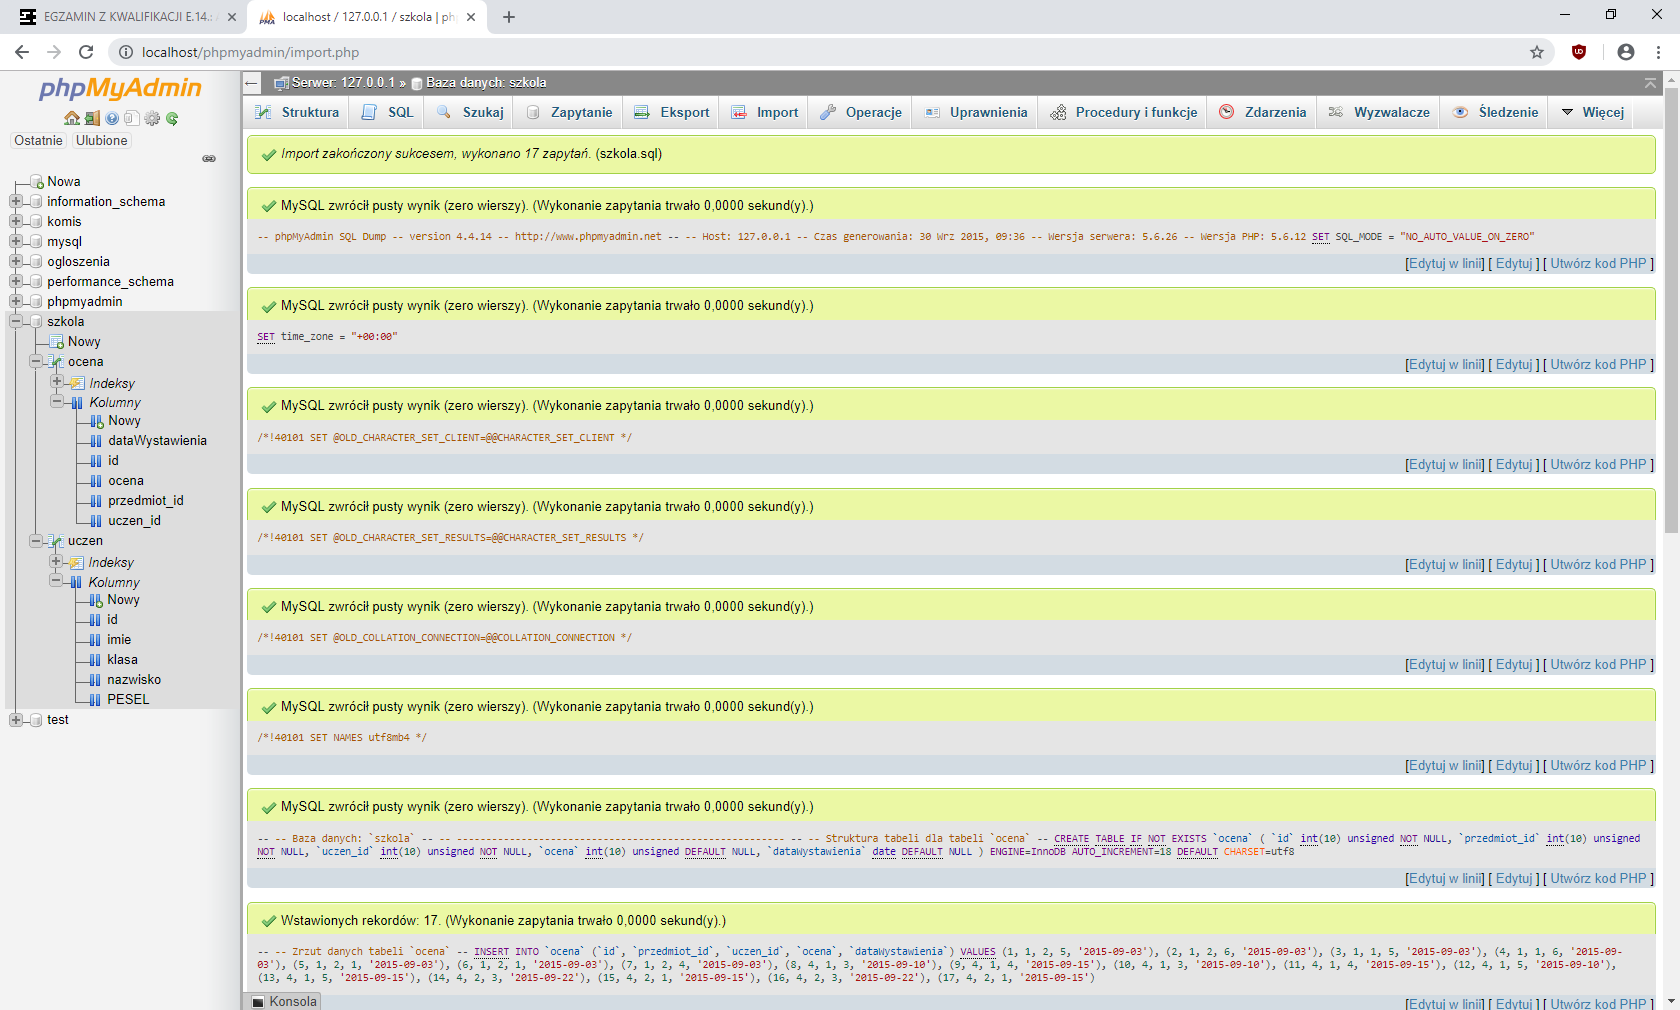 EGZAMIN Z KWALIFIKACJI E.14.:
localhost / 127.0.0.1 / szkola | ph
localhost/phpmyadmin/import.php
phpMyAdmin
Ostatnie Ulubione
Nowa
information_schema
komis
mysql
ogloszenia
performance_schema
phpmyadmin
szkola
Nowy
ocena
Indeksy
Kolumny
Nowy
dataWystawienia
id
ocena
przedmiot_id
uczen_id
uczen
Indeksy
Kolumny
Nowy
id
imie
klasa
nazwisko
PESEL
test
Serwer: 127.0.0.1 » Baza danych: szkola
Struktura SQL Szukaj Zapytanie Eksport Import Operacje Uprawnienia Procedury i funkcje Zdarzenia Wyzwalacze Śledzenie Więcej
Import zakończony sukcesem, wykonano 17 zapytań. (szkola.sql)
MySQL zwrócił pusty wynik (zero wierszy). (Wykonanie zapytania trwało 0,0000 sekund(y).)
-- phpMyAdmin SQL Dump -- version 4.4.14 -- http://www.phpmyadmin.net -- -- Host: 127.0.0.1 -- Czas generowania: 30 Wrz 2015, 09:36 -- Wersja serwera: 5.6.26 -- Wersja PHP: 5.6.12 SET SQL_MODE = "NO_AUTO_VALUE_ON_ZERO"
[Edytuj w linii] [ Edytuj ] [ Utwórz kod PHP ]
MySQL zwrócił pusty wynik (zero wierszy). (Wykonanie zapytania trwało 0,0000 sekund(y).)
SET time_zone = "+00:00"
[Edytuj w linii] [ Edytuj ] [ Utwórz kod PHP ]
MySQL zwrócił pusty wynik (zero wierszy). (Wykonanie zapytania trwało 0,0000 sekund(y).)
/*!40101 SET @OLD_CHARACTER_SET_CLIENT=@@CHARACTER_SET_CLIENT */
[Edytuj w linii] [ Edytuj ] [ Utwórz kod PHP ]
MySQL zwrócił pusty wynik (zero wierszy). (Wykonanie zapytania trwało 0,0000 sekund(y).)
/*!40101 SET @OLD_CHARACTER_SET_RESULTS=@@CHARACTER_SET_RESULTS */
[Edytuj w linii] [ Edytuj ] [ Utwórz kod PHP ]
MySQL zwrócił pusty wynik (zero wierszy). (Wykonanie zapytania trwało 0,0000 sekund(y).)
/*!40101 SET @OLD_COLLATION_CONNECTION=@@COLLATION_CONNECTION */
[Edytuj w linii] [ Edytuj ] [ Utwórz kod PHP ]
MySQL zwrócił pusty wynik (zero wierszy). (Wykonanie zapytania trwało 0,0000 sekund(y).)
/*!40101 SET NAMES utf8mb4 */
[Edytuj w linii] [ Edytuj ] [ Utwórz kod PHP ]
MySQL zwrócił pusty wynik (zero wierszy). (Wykonanie zapytania trwało 0,0000 sekund(y).)
-- -- Baza danych: `szkola` -- -- -------------------------------------------------------- -- -- Struktura tabeli dla tabeli `ocena` -- CREATE TABLE IF NOT EXISTS `ocena` ( `id` int(10) unsigned NOT NULL, `przedmiot_id` int(10) unsigned
NOT NULL, `uczen_id` int(10) unsigned NOT NULL, `ocena` int(10) unsigned DEFAULT NULL, `dataWystawienia` date DEFAULT NULL ) ENGINE=InnoDB AUTO_INCREMENT=18 DEFAULT CHARSET=utf8
[Edytuj w linii] [ Edytuj ] [ Utwórz kod PHP ]
Wstawionych rekordów: 17. (Wykonanie zapytania trwało 0,0000 sekund(y).)
-- -- Zrzut danych tabeli `ocena` -- INSERT INTO `ocena` (`id`, `przedmiot_id`, `uczen_id`, `ocena`, `dataWystawienia`) VALUES (1, 1, 2, 5, '2015-09-03'), (2, 1, 2, 6, '2015-09-03'), (3, 1, 1, 5, '2015-09-03'), (4, 1, 1, 6, '2015-09-
03'), (5, 1, 2, 1, '2015-09-03'), (6, 1, 2, 1, '2015-09-03'), (7, 1, 2, 4, '2015-09-03'), (8, 4, 1, 3, '2015-09-10'), (9, 4, 1, 4, '2015-09-15'), (10, 4, 1, 3, '2015-09-10'), (11, 4, 1, 4, '2015-09-15'), (12, 4, 1, 5, '2015-09-10'),
(13, 4, 1, 5, '2015-09-15'), (14, 4, 2, 3, '2015-09-22'), (15, 4, 2, 1, '2015-09-15'), (16, 4, 2, 3, '2015-09-22'), (17, 4, 2, 1, '2015-09-15')
[Edytuj w linii] [ Edytuj ] [ Utwórz kod PHP ]
Konsola